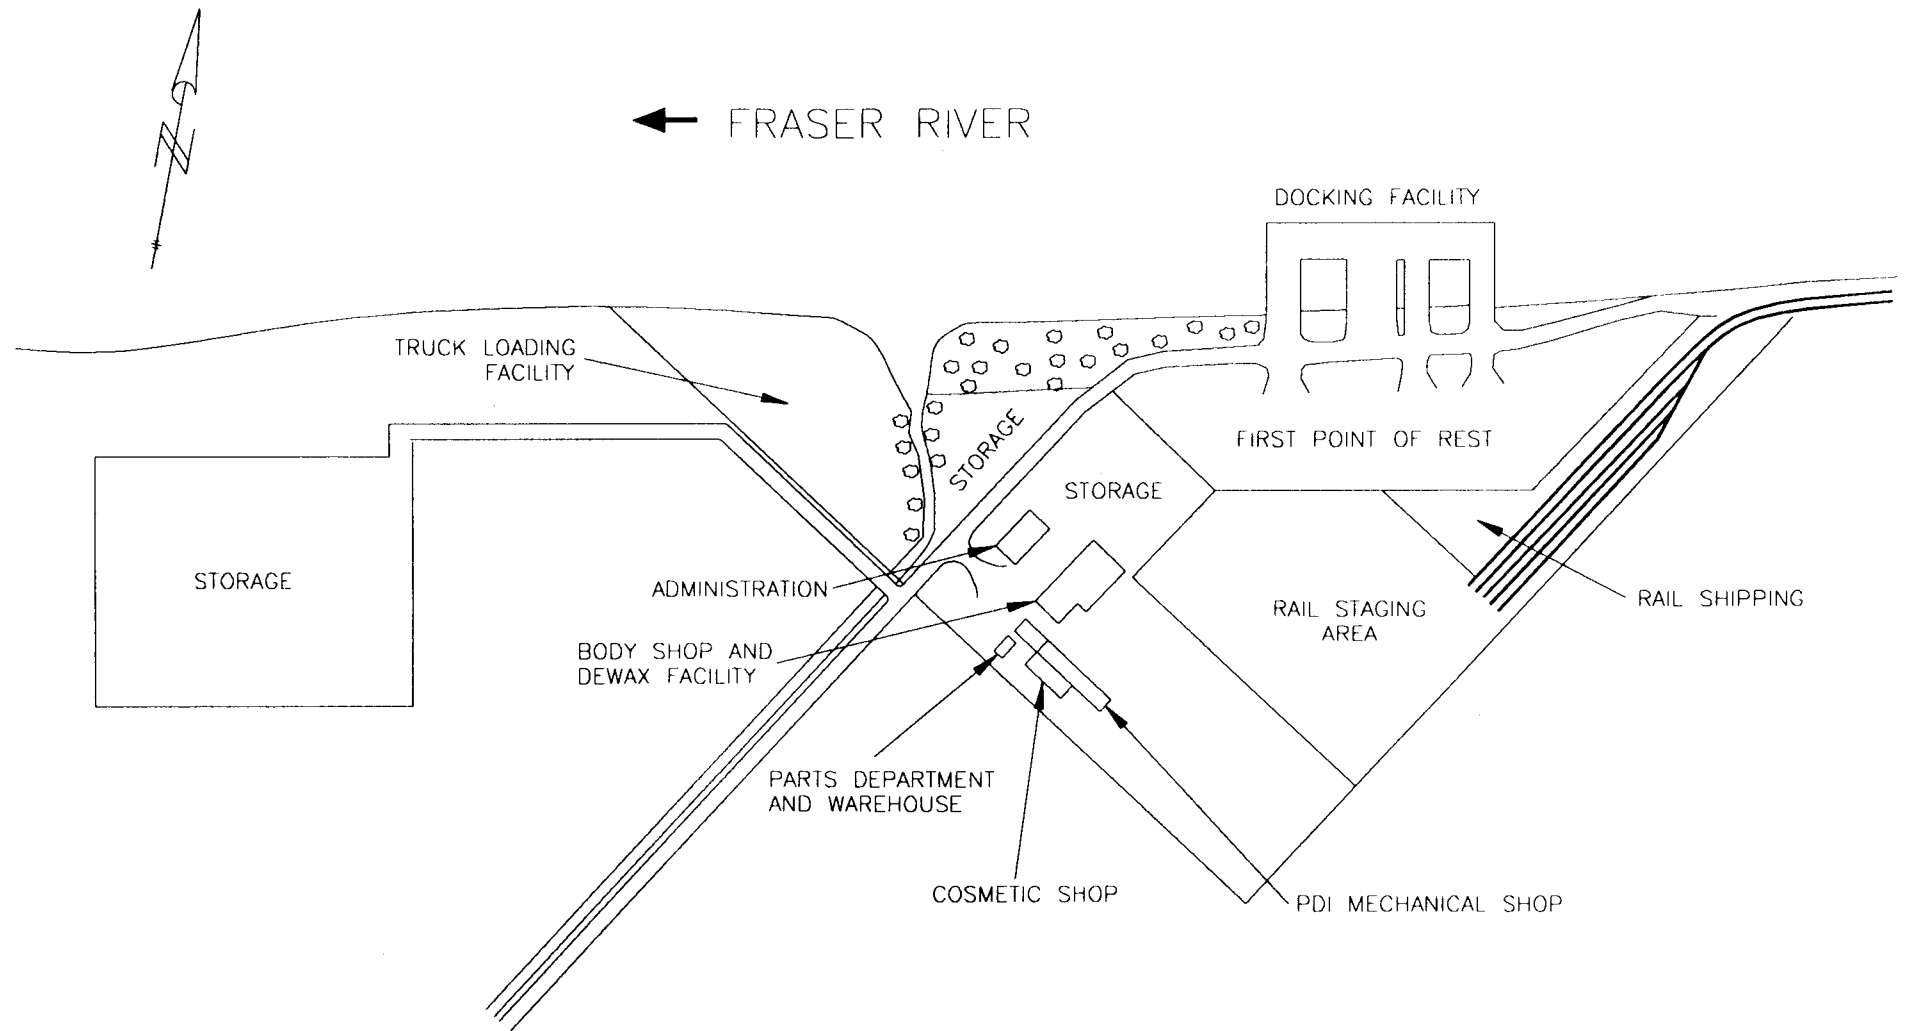 N
FRASER RIVER
DOCKING FACILITY
TRUCK LOADING
FACILITY
STORAGE
FIRST POINT OF REST
STORAGE
STORAGE
ADMINISTRATION
RAIL STAGING
AREA
RAIL SHIPPING
BODY SHOP AND
DEWAX FACILITY
PARTS DEPARTMENT
AND WAREHOUSE
COSMETIC SHOP
PDI MECHANICAL SHOP